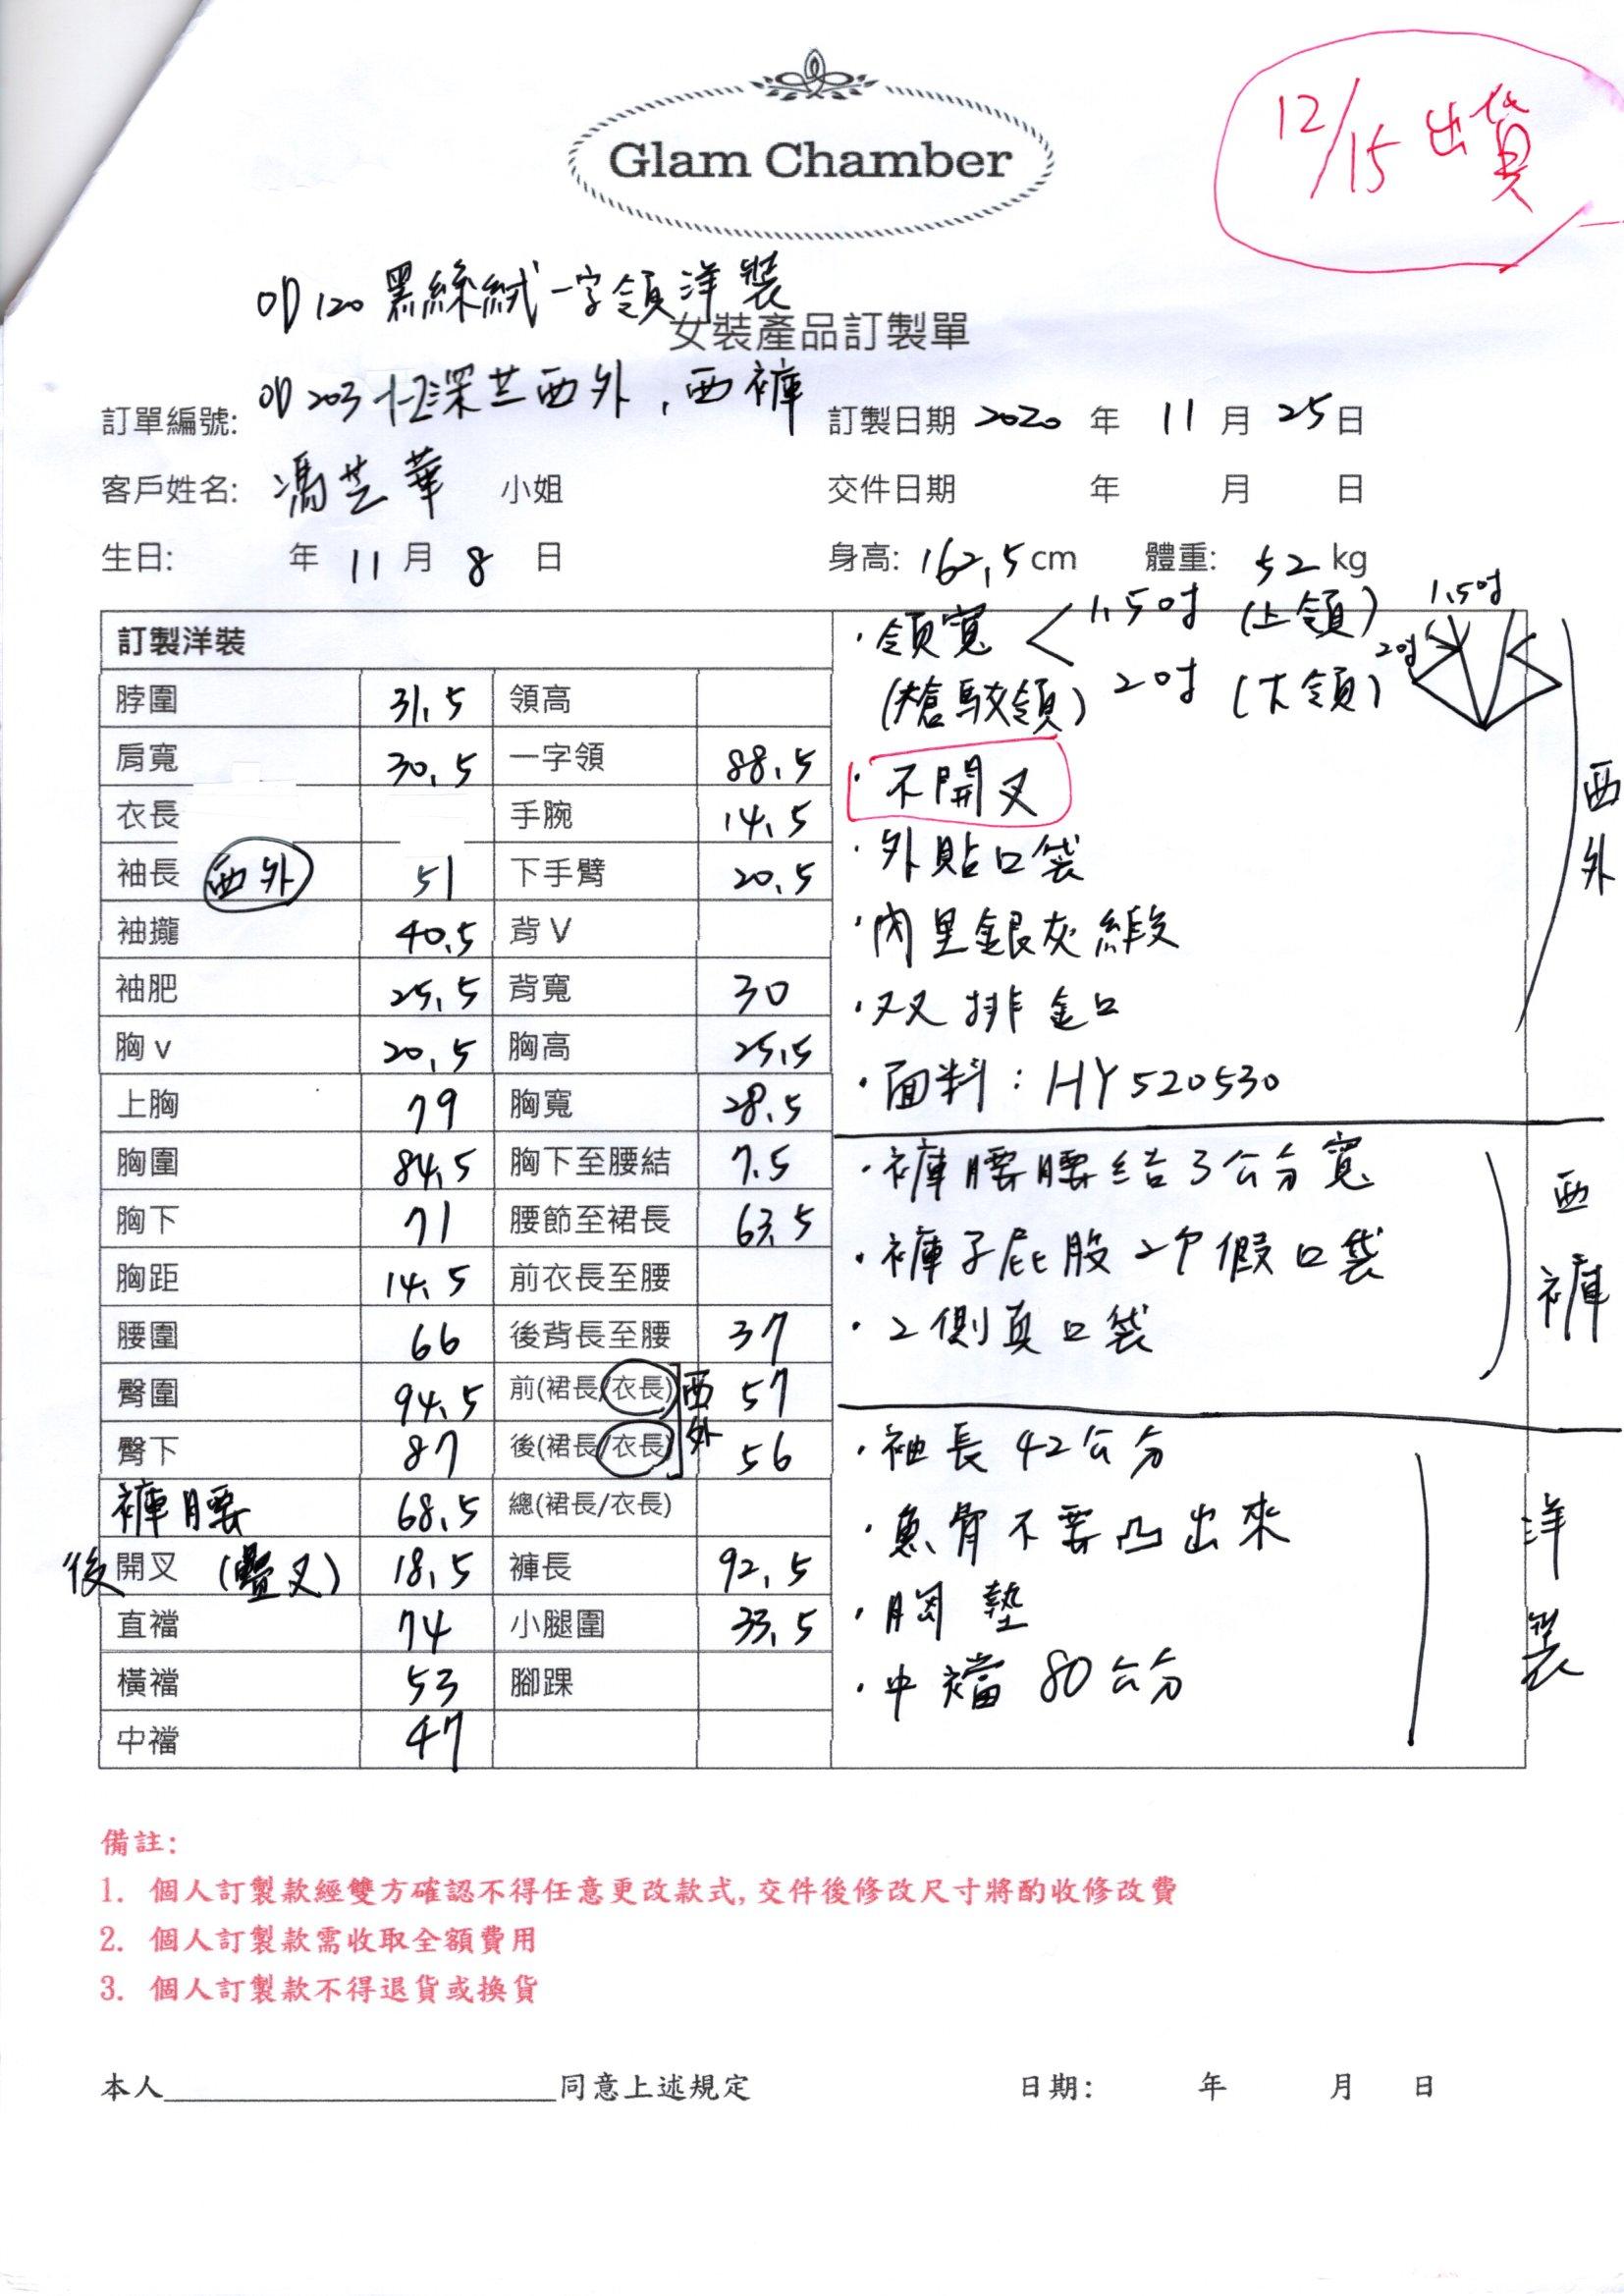 Glam Chamber
12/15 出貨
OD120 黑絲絨一字領洋裝
女裝產品訂製單
OD203 深芷西外,西褲
訂單編號:
訂製日期 2020 年 11 月 25 日
客戶姓名: 馮芷華 小姐
交件日期 年 月 日
生日: 年 11 月 8 日
身高: 162.5 cm 體重: 52 kg
訂製洋裝
脖圍 31.5 領高
肩寬 30.5 一字領 88.5
衣長 手腕 14.5
袖長 西外 51 下手臂 20.5
袖攏 40.5 背V
袖肥 25.5 背寬 30
胸v 20.5 胸高 25.5
上胸 79 胸寬 28.5
胸圍 84.5 胸下至腰結 7.5
胸下 71 腰節至裙長 63.5
胸距 14.5 前衣長至腰
腰圍 66 後背長至腰 37
臀圍 94.5 前(裙長/衣長) 57
西外
臀下 87 後(裙長/衣長) 56
褲腰 68.5 總(裙長/衣長)
後開叉 (疊叉) 18.5 褲長 92.5
直襠 74 小腿圍 33.5
橫襠 53 腳踝
中襠 47
·領寬 < 1.5吋 (上領)
(槍駁領) 2吋 (下領)
1.5吋
2吋
·不開叉
·外貼口袋
·內里銀灰緞
·双排釦
·面料:HY520530
西外
·褲腰腰結3公分寬
·褲子屁股2个假口袋
·2側真口袋
西褲
·袖長42公分
·魚骨不要凸出來
·胸墊
·中襠 80公分
洋裝
備註:
1. 個人訂製款經雙方確認不得任意更改款式,交件後修改尺寸將酌收修改費
2. 個人訂製款需收取全額費用
3. 個人訂製款不得退貨或換貨
本人____同意上述規定
日期: 年 月 日